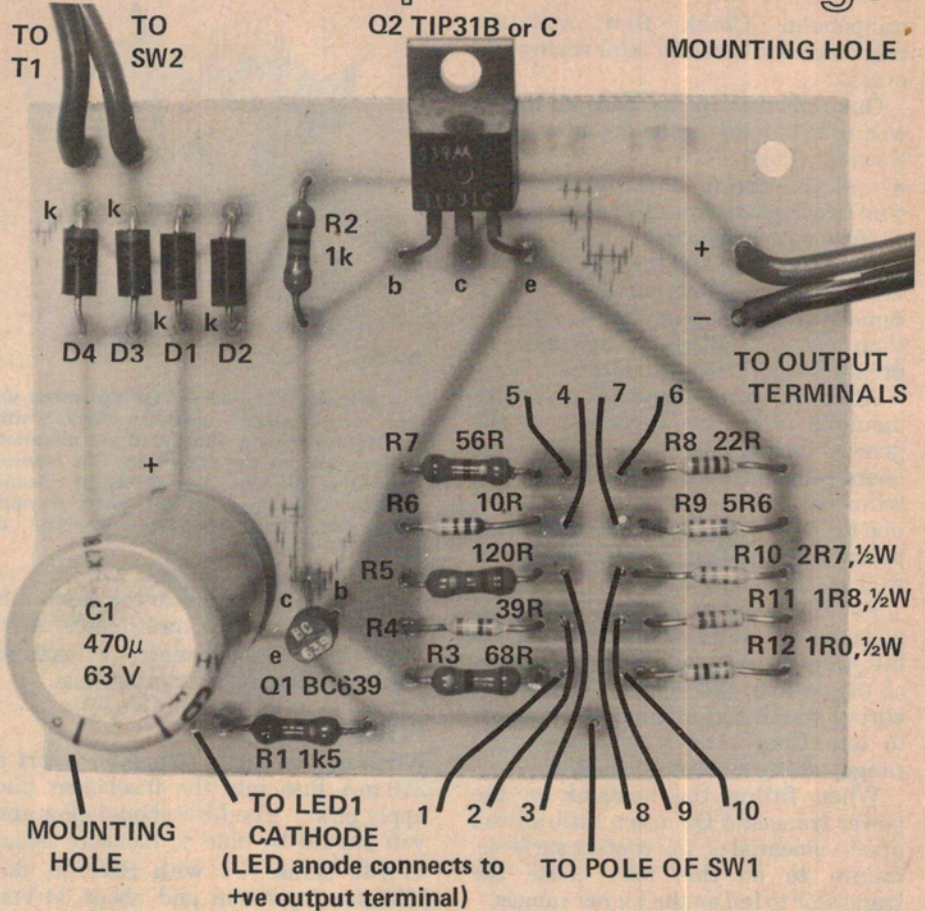 TO T1
TO SW2
Q2 TIP31B or C
MOUNTING HOLE
k
k
R2
1k
TIP31C
b
c
e
+
−
k
k
D4 D3 D1 D2
TO OUTPUT
TERMINALS
5 4 7 6
+
R7 56R
R8 22R
R6 10R
R9 5R6
R5 120R
R10 2R7,½W
R4 39R
R11 1R8,½W
R3 68R
R12 1R0,½W
C1
470μ
63 V
c
b
BC
639
e
Q1 BC639
R1 1k5
1 2 3 8 9 10
MOUNTING
HOLE
TO LED1
CATHODE
(LED anode connects to
+ve output terminal)
TO POLE OF SW1